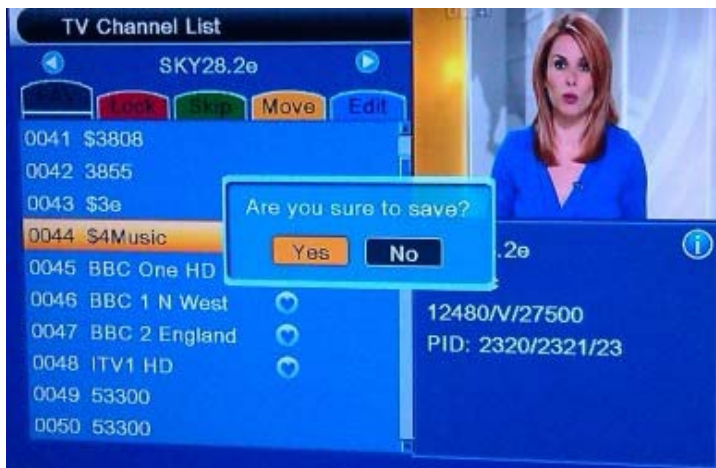 TV Channel List
SKY28.2e
FAV Lock Skip Move Edit
0041 $3808
0042 3855
0043 $3e
0044 $4Music
0045 BBC One HD
0046 BBC 1 N West
0047 BBC 2 England
0048 ITV1 HD
0049 53300
0050 53300
Are you sure to save?
Yes No
.2e
12480/V/27500
PID: 2320/2321/23